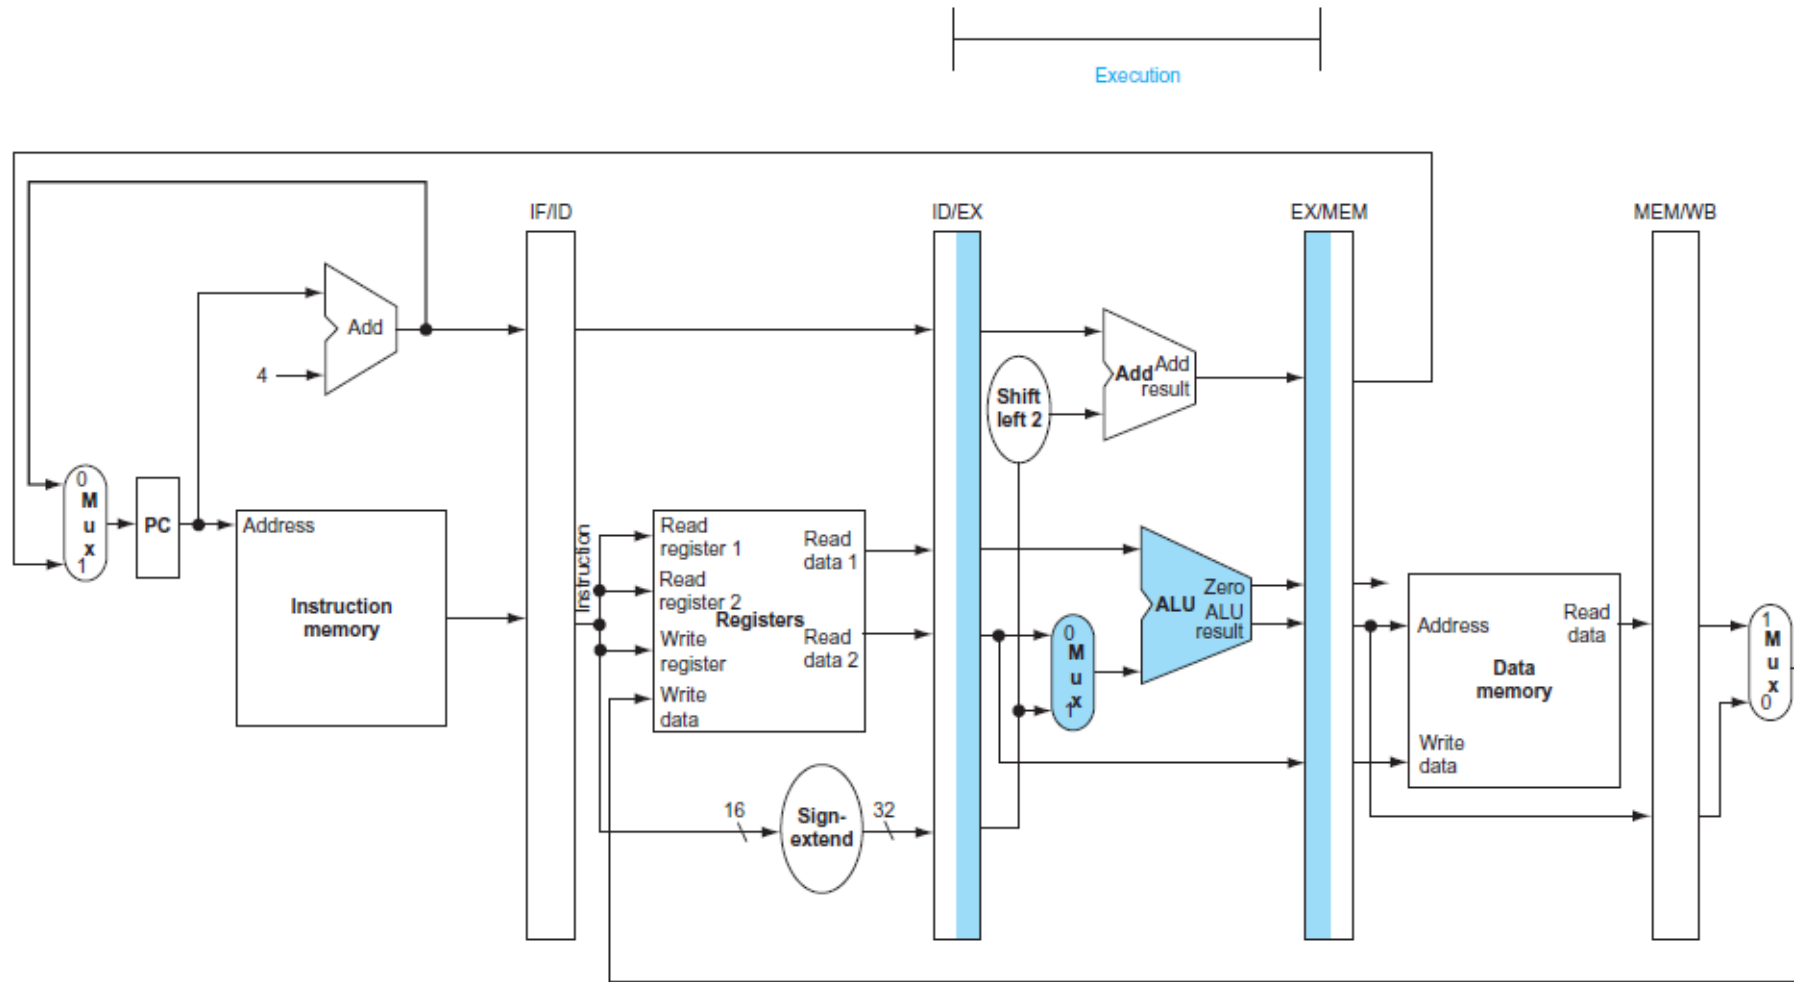 Execution
IF/ID
ID/EX
EX/MEM
MEM/WB
Add
4
Shift
left 2
Add
Add
result
0
M
u
x
1
PC
Address
Instruction
memory
Instruction
Read
register 1
Read
register 2
Write
register
Write
data
Registers
Read
data 1
Read
data 2
16
Sign-
extend
32
0
M
u
x
1
ALU
Zero
ALU
result
Address
Read
data
Data
memory
Write
data
1
M
u
x
0